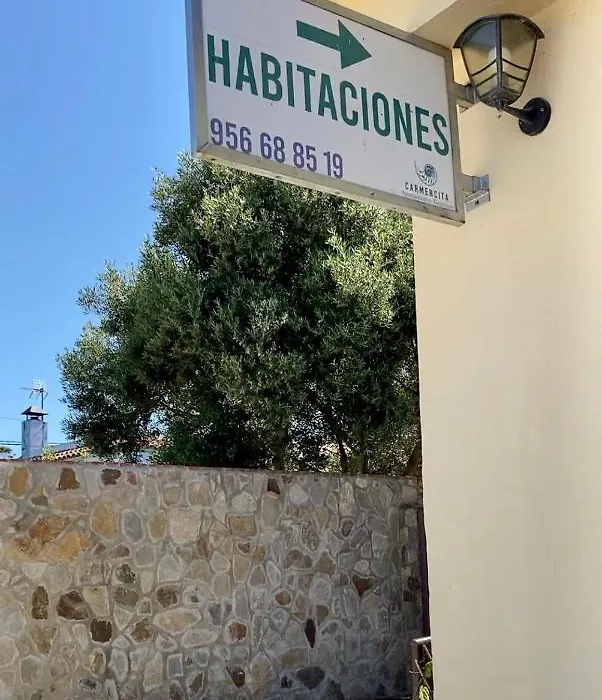 HABITACIONES
956 68 85 19
CARMENCITA